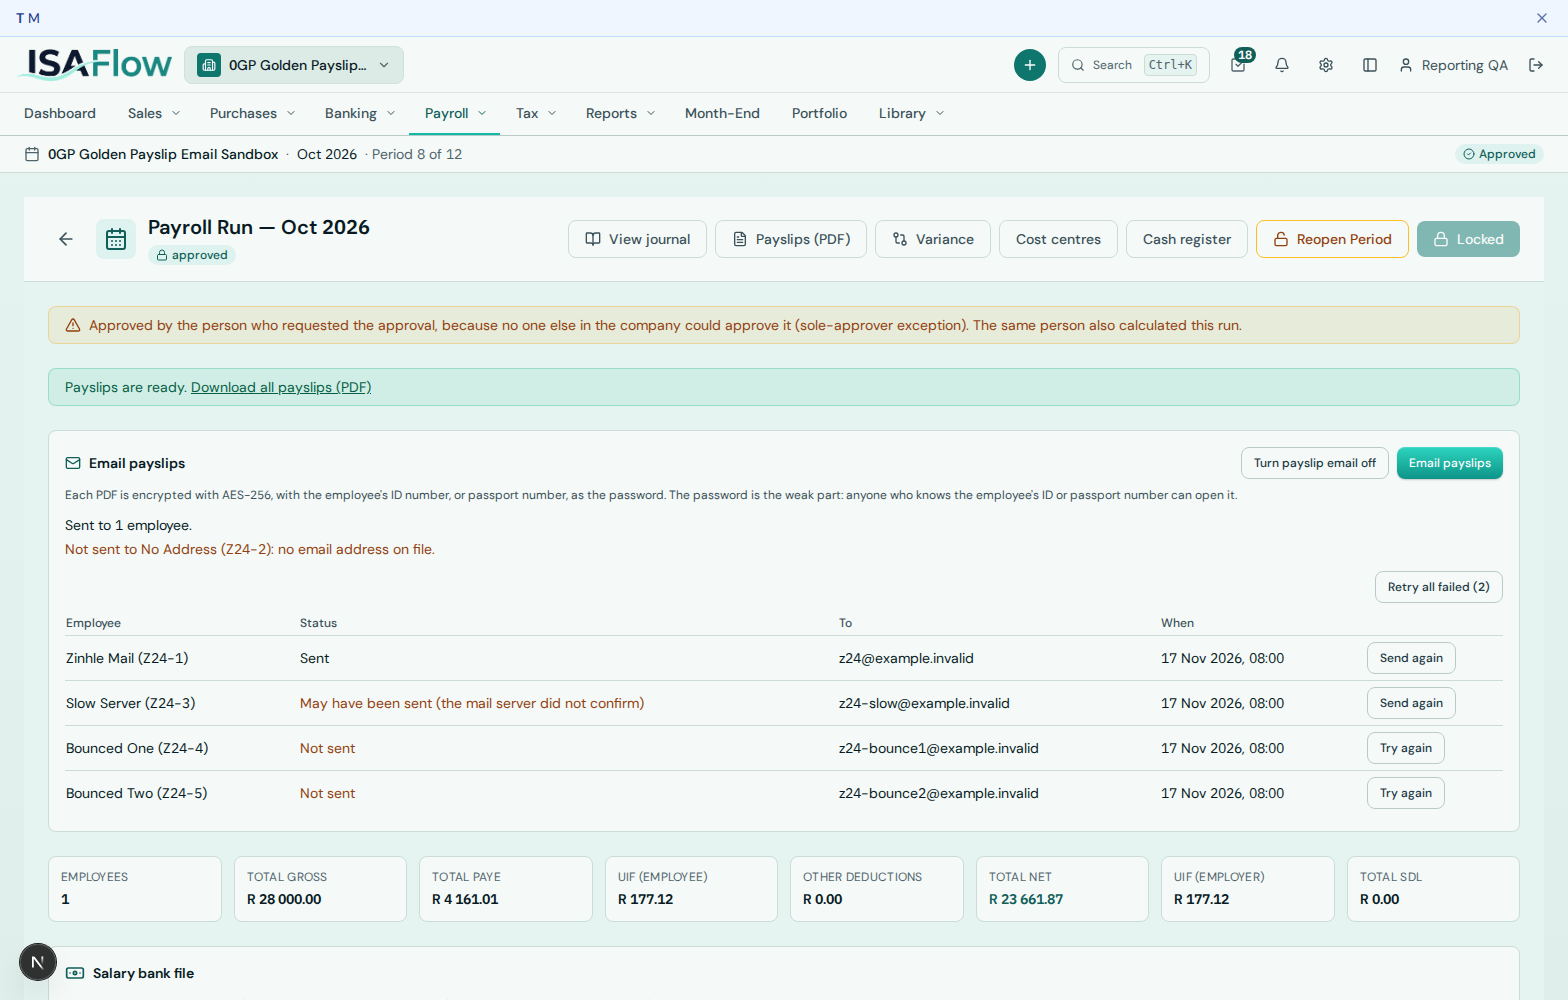 T M
ISAFlow
0GP Golden Payslip...
Search Ctrl+K
18
Reporting QA
Dashboard Sales Purchases Banking Payroll Tax Reports Month-End Portfolio Library
0GP Golden Payslip Email Sandbox · Oct 2026 · Period 8 of 12
Approved
Payroll Run — Oct 2026
approved
View journal Payslips (PDF) Variance Cost centres Cash register Reopen Period Locked
Approved by the person who requested the approval, because no one else in the company could approve it (sole-approver exception). The same person also calculated this run.
Payslips are ready. Download all payslips (PDF)
Email payslips
Turn payslip email off Email payslips
Each PDF is encrypted with AES-256, with the employee's ID number, or passport number, as the password. The password is the weak part: anyone who knows the employee's ID or passport number can open it.
Sent to 1 employee.
Not sent to No Address (Z24-2): no email address on file.
Retry all failed (2)
Employee Status To When
Zinhle Mail (Z24-1) Sent z24@example.invalid 17 Nov 2026, 08:00 Send again
Slow Server (Z24-3) May have been sent (the mail server did not confirm) z24-slow@example.invalid 17 Nov 2026, 08:00 Send again
Bounced One (Z24-4) Not sent z24-bounce1@example.invalid 17 Nov 2026, 08:00 Try again
Bounced Two (Z24-5) Not sent z24-bounce2@example.invalid 17 Nov 2026, 08:00 Try again
EMPLOYEES TOTAL GROSS TOTAL PAYE UIF (EMPLOYEE) OTHER DEDUCTIONS TOTAL NET UIF (EMPLOYER) TOTAL SDL
1 R 28 000.00 R 4 161.01 R 177.12 R 0.00 R 23 661.87 R 177.12 R 0.00
N
Salary bank file